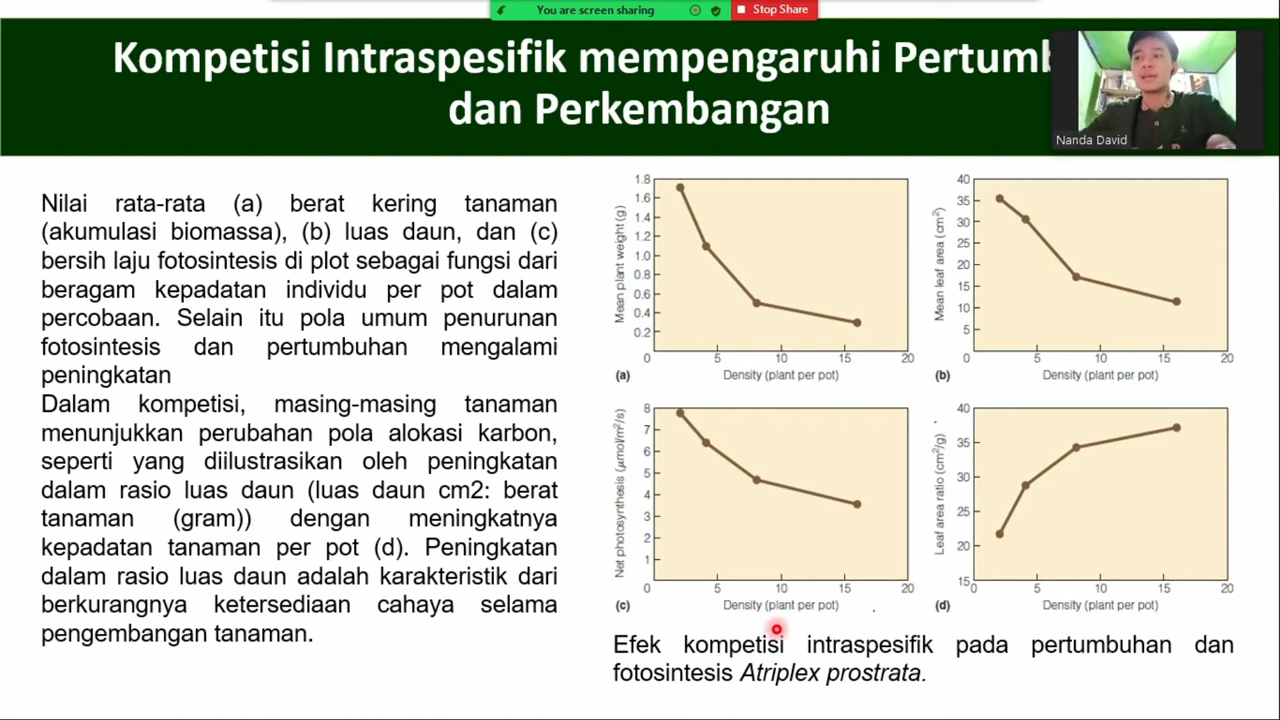 You are screen sharing
Stop Share
Kompetisi Intraspesifik mempengaruhi Pertumb
dan Perkembangan
Nanda David
Nilai rata-rata (a) berat kering tanaman
(akumulasi biomassa), (b) luas daun, dan (c)
bersih laju fotosintesis di plot sebagai fungsi dari
beragam kepadatan individu per pot dalam
percobaan. Selain itu pola umum penurunan
fotosintesis dan pertumbuhan mengalami
peningkatan
Dalam kompetisi, masing-masing tanaman
menunjukkan perubahan pola alokasi karbon,
seperti yang diilustrasikan oleh peningkatan
dalam rasio luas daun (luas daun cm2: berat
tanaman (gram)) dengan meningkatnya
kepadatan tanaman per pot (d). Peningkatan
dalam rasio luas daun adalah karakteristik dari
berkurangnya ketersediaan cahaya selama
pengembangan tanaman.
Mean plant weight (g)
1.8
1.6
1.4
1.2
1.0
0.8
0.6
0.4
0.2
0 5 10 15 20
(a) Density (plant per pot)
Mean leaf area (cm²)
40
35
30
25
20
15
10
5
0 5 10 15 20
(b) Density (plant per pot)
Net photosynthesis (μmol/m²/s)
8
7
6
5
4
3
2
1
0 5 10 15 20
(c) Density (plant per pot)
Leaf area ratio (cm²/g)
40
35
30
25
20
15
0 5 10 15 20
(d) Density (plant per pot)
Efek kompetisi intraspesifik pada pertumbuhan dan
fotosintesis Atriplex prostrata.